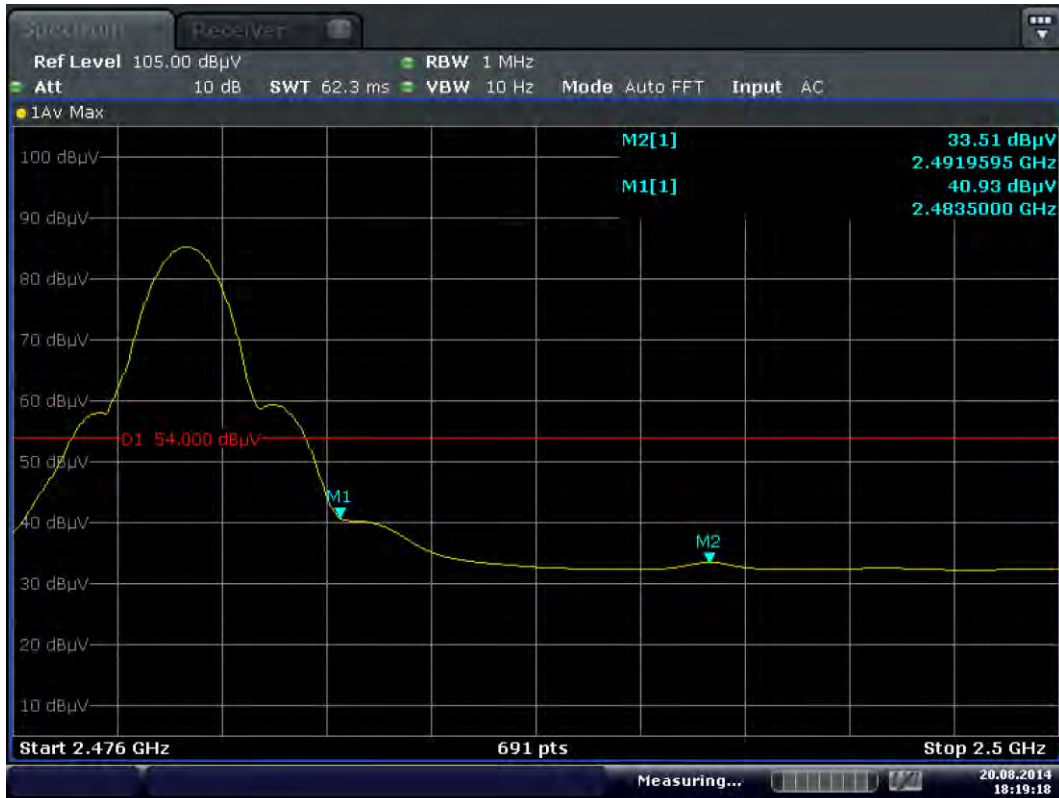 Spectrum Receiver
Ref Level 105.00 dBµV RBW 1 MHz
Att 10 dB SWT 62.3 ms VBW 10 Hz Mode Auto FFT Input AC
1Av Max
M2[1] 33.51 dBµV
2.4919595 GHz
M1[1] 40.93 dBµV
2.4835000 GHz
100 dBµV
90 dBµV
80 dBµV
70 dBµV
60 dBµV
D1 54.000 dBµV
50 dBµV
M1
40 dBµV
M2
30 dBµV
20 dBµV
10 dBµV
Start 2.476 GHz 691 pts Stop 2.5 GHz
Measuring... 20.08.2014
18:19:18